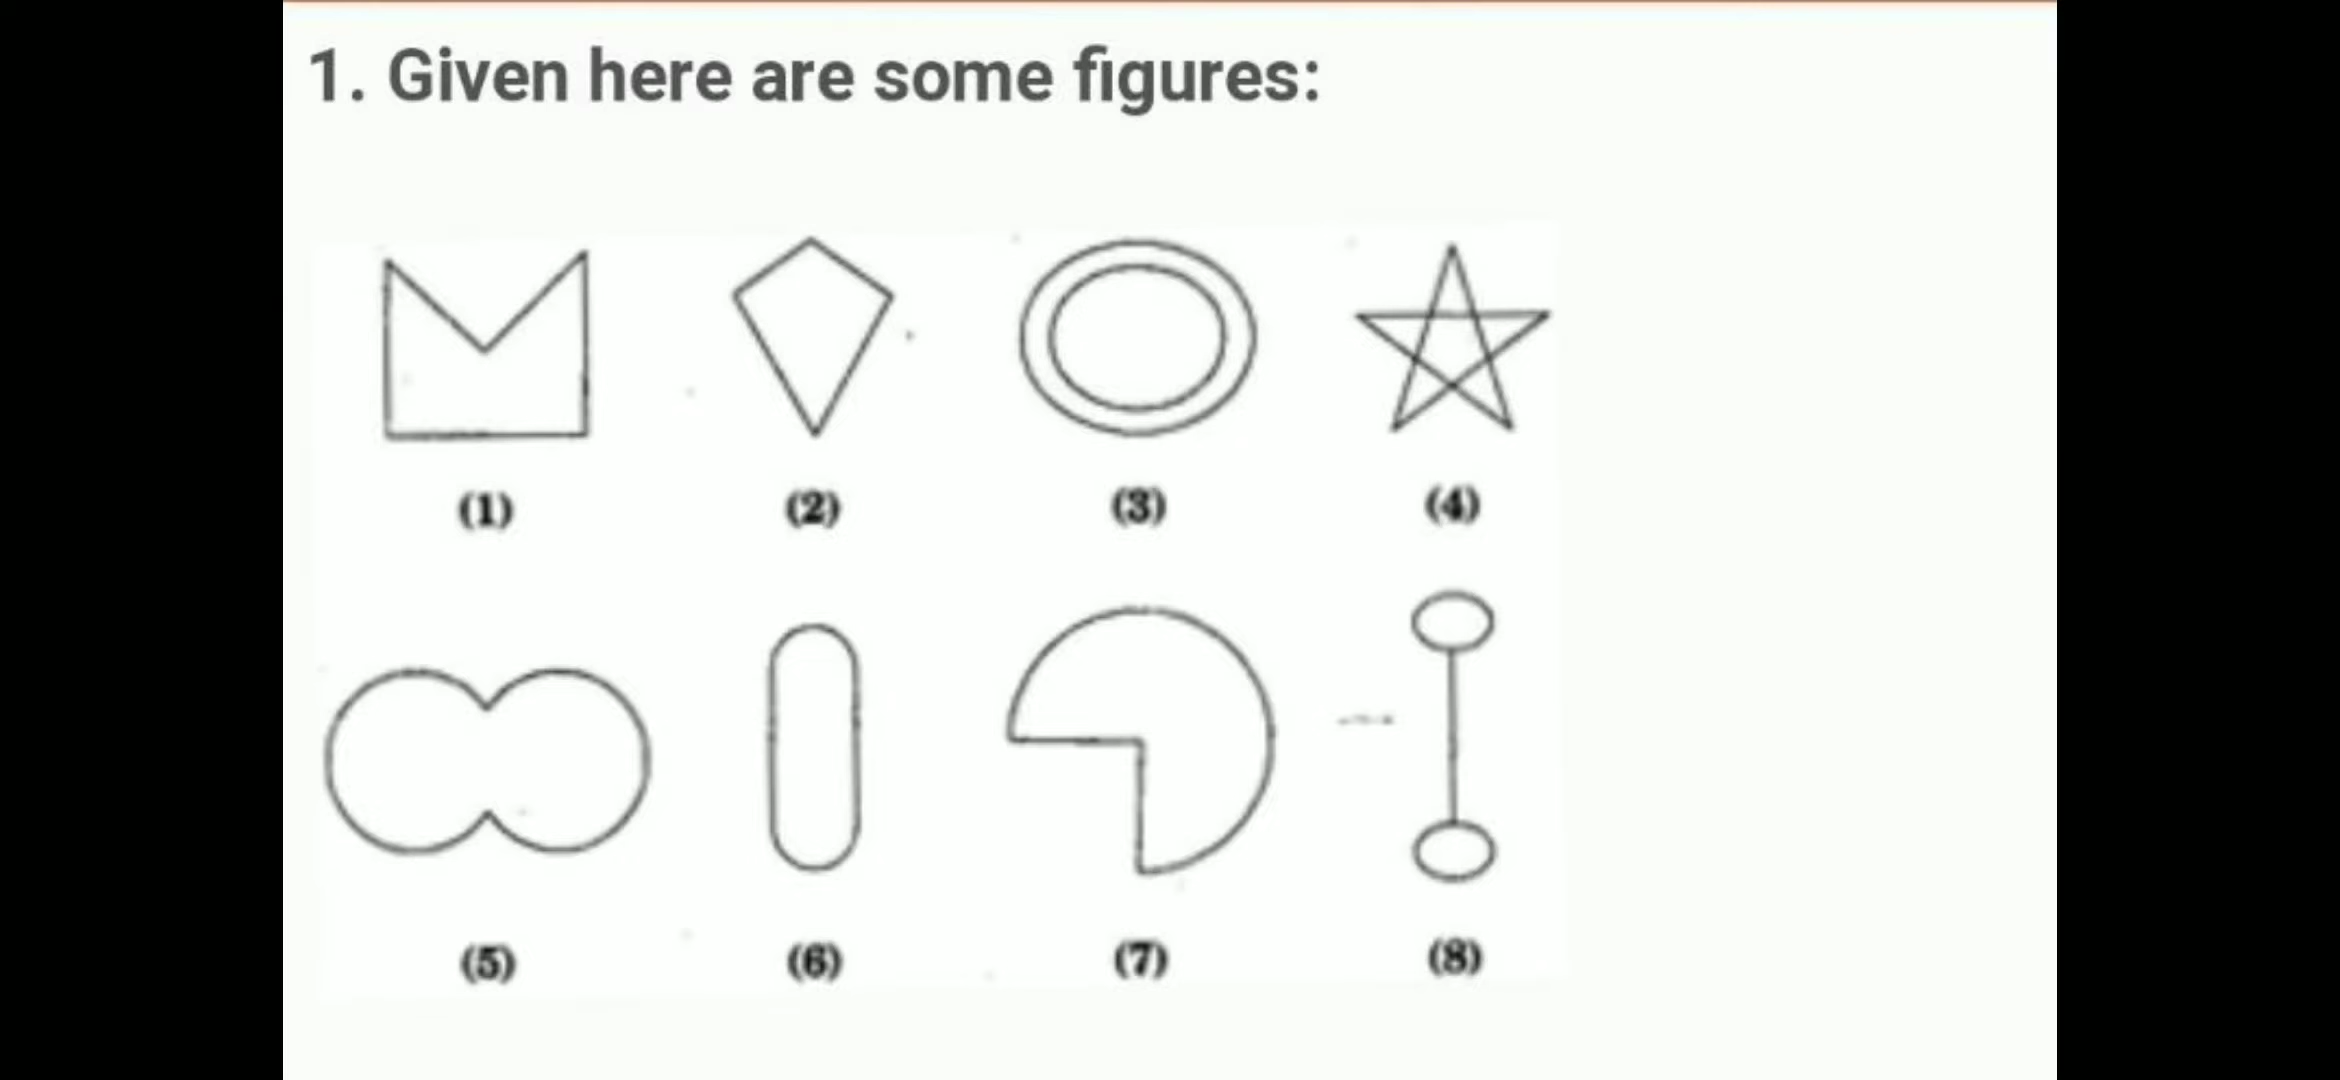 1. Given here are some figures:
(1) (2) (3) (4)
(5) (6) (7) (8)